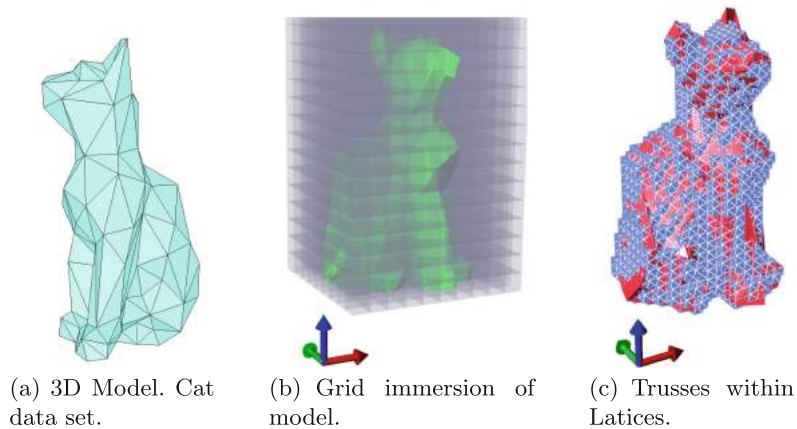 (a) 3D Model. Cat
data set.
(b) Grid immersion of
model.
(c) Trusses within
Latices.